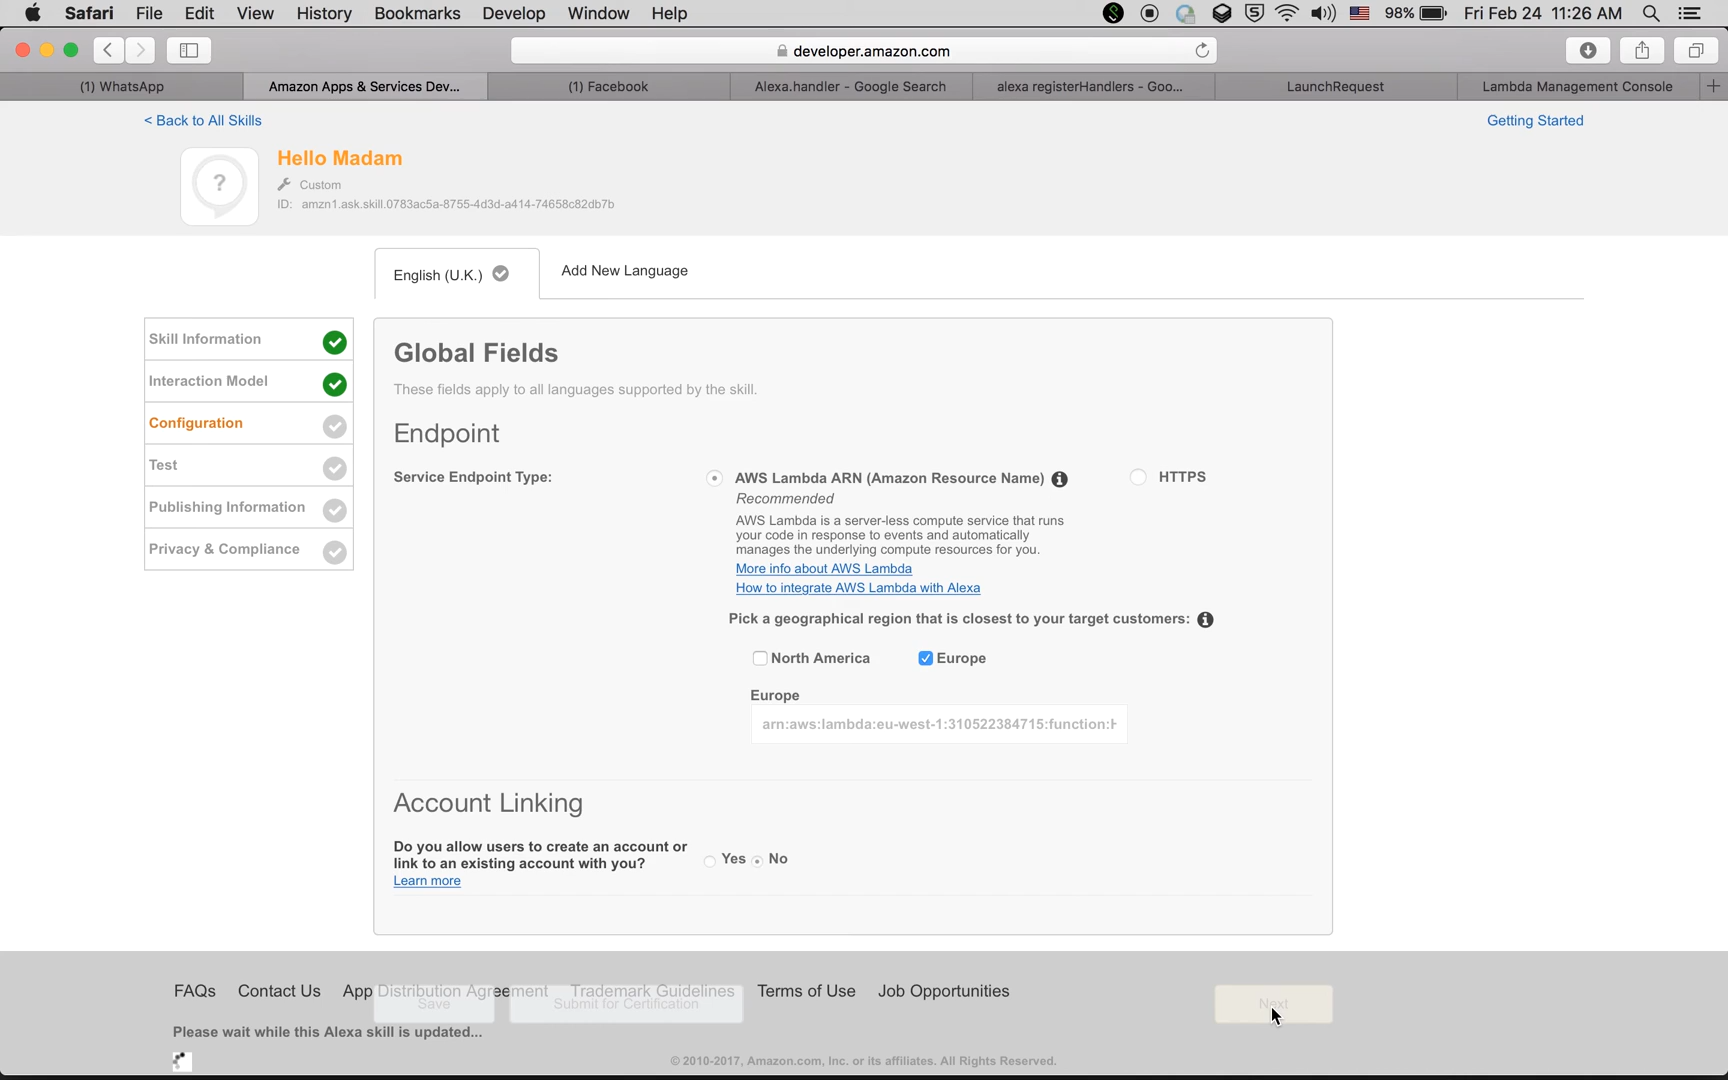 Safari File Edit View History Bookmarks Develop Window Help 98% Fri Feb 24 11:26 AM
developer.amazon.com
(1) WhatsApp Amazon Apps & Services Dev... (1) Facebook Alexa.handler - Google Search alexa registerHandlers - Goo... LaunchRequest Lambda Management Console
< Back to All Skills Getting Started
Hello Madam
Custom
ID: amzn1.ask.skill.0783ac5a-8755-4d3d-a414-74658c82db7b
English (U.K.) Add New Language
Skill Information
Interaction Model
Configuration
Test
Publishing Information
Privacy & Compliance
Global Fields
These fields apply to all languages supported by the skill.
Endpoint
Service Endpoint Type: AWS Lambda ARN (Amazon Resource Name) HTTPS
Recommended
AWS Lambda is a server-less compute service that runs
your code in response to events and automatically
manages the underlying compute resources for you.
More info about AWS Lambda
How to integrate AWS Lambda with Alexa
Pick a geographical region that is closest to your target customers:
North America Europe
Europe
arn:aws:lambda:eu-west-1:310522384715:function:H
Account Linking
Do you allow users to create an account or
link to an existing account with you?
Yes No
Learn more
FAQs Contact Us App Distribution Agreement Trademark Guidelines Terms of Use Job Opportunities
Save Submit for Certification Next
Please wait while this Alexa skill is updated...
© 2010-2017, Amazon.com, Inc. or its affiliates. All Rights Reserved.